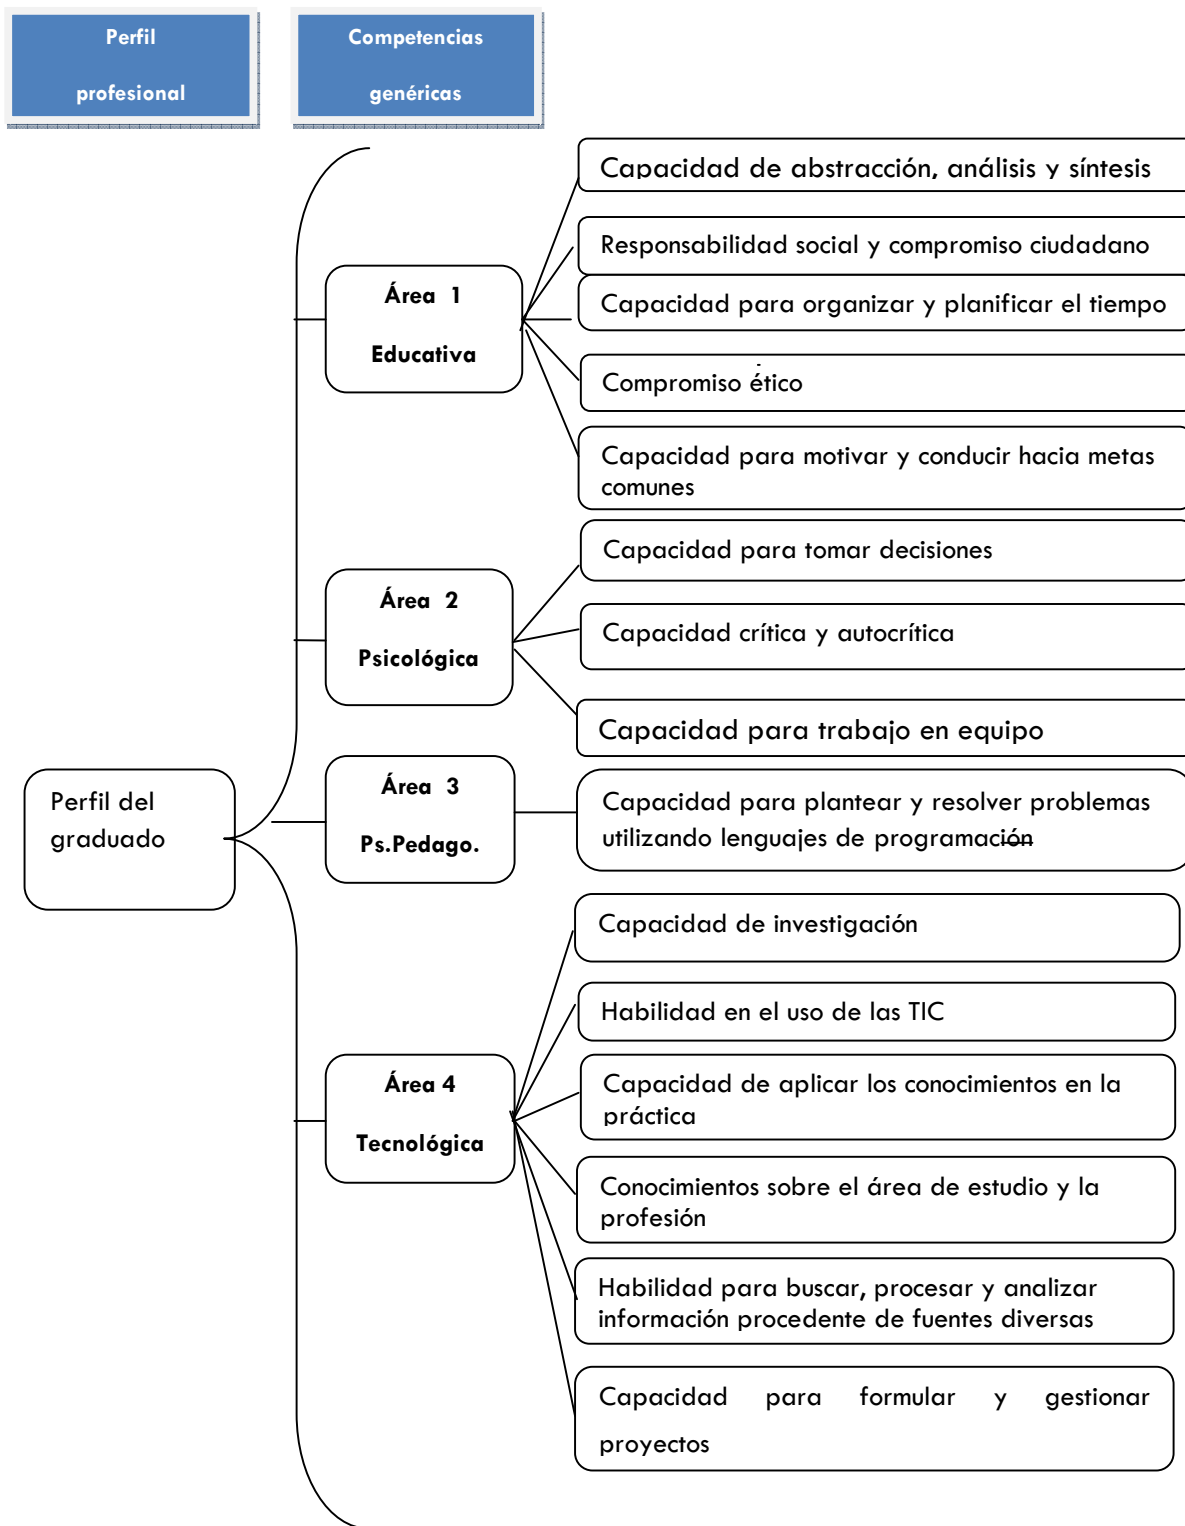 Perfil
profesional
Competencias
genéricas
Capacidad de abstracción, análisis y síntesis
Responsabilidad social y compromiso ciudadano
Capacidad para organizar y planificar el tiempo
Compromiso ético
Capacidad para motivar y conducir hacia metas
comunes
Área 1
Educativa
Capacidad para tomar decisiones
Capacidad crítica y autocrítica
Capacidad para trabajo en equipo
Área 2
Psicológica
Perfil del
graduado
Área 3
Ps.Pedago.
Capacidad para plantear y resolver problemas
utilizando lenguajes de programación
Capacidad de investigación
Habilidad en el uso de las TIC
Capacidad de aplicar los conocimientos en la
práctica
Conocimientos sobre el área de estudio y la
profesión
Habilidad para buscar, procesar y analizar
información procedente de fuentes diversas
Capacidad para formular y gestionar
proyectos
Área 4
Tecnológica